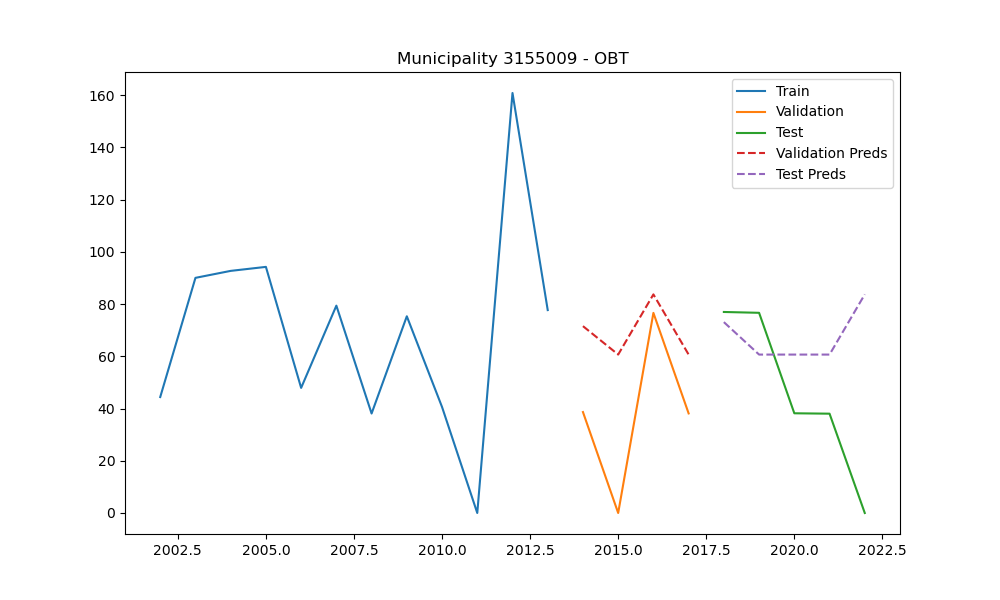 Municipality 3155009 - OBT
Train
Validation
Test
Validation Preds
Test Preds
160
140
120
100
80
60
40
20
0
2002.5 2005.0 2007.5 2010.0 2012.5 2015.0 2017.5 2020.0 2022.5